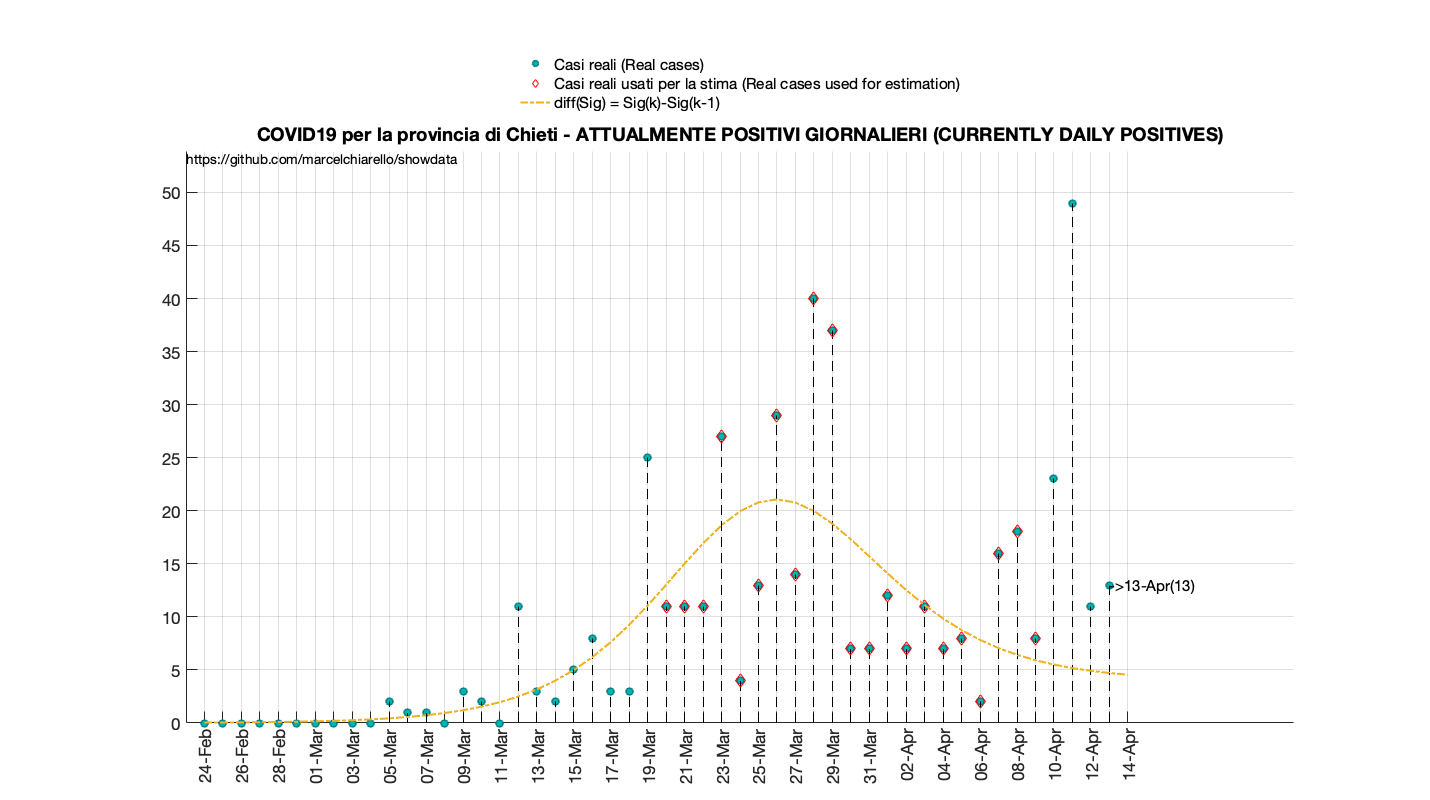 Casi reali (Real cases)
Casi reali usati per la stima (Real cases used for estimation)
diff(Sig) = Sig(k)-Sig(k-1)
COVID19 per la provincia di Chieti - ATTUALMENTE POSITIVI GIORNALIERI (CURRENTLY DAILY POSITIVES)
https://github.com/marcelchiarello/showdata
50
45
40
35
30
25
20
15
10
5
0
->13-Apr(13)
24-Feb
26-Feb
28-Feb
01-Mar
03-Mar
05-Mar
07-Mar
09-Mar
11-Mar
13-Mar
15-Mar
17-Mar
19-Mar
21-Mar
23-Mar
25-Mar
27-Mar
29-Mar
31-Mar
02-Apr
04-Apr
06-Apr
08-Apr
10-Apr
12-Apr
14-Apr